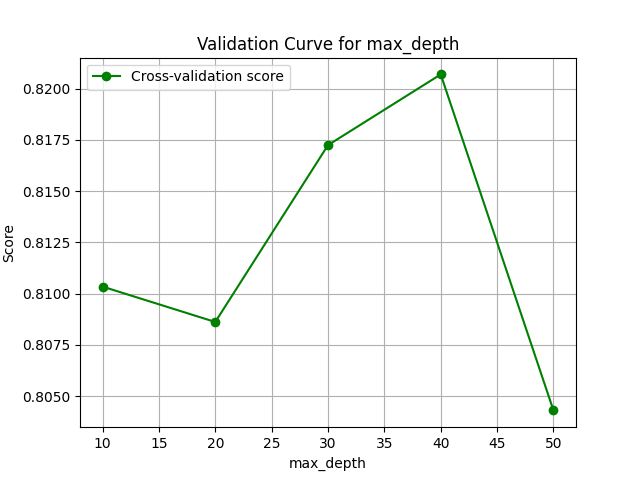 Validation Curve for max_depth
Cross-validation score
Score
0.8200
0.8175
0.8150
0.8125
0.8100
0.8075
0.8050
10 15 20 25 30 35 40 45 50
max_depth